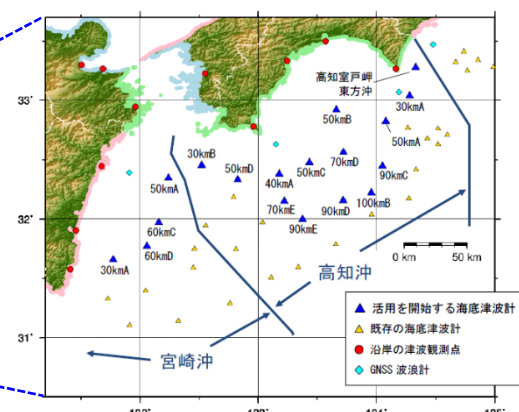 高知室戸岬
東方沖
33°
30kmA
50kmB
50kmA
30kmB
50kmC
70kmD
90kmC
50kmD
50kmA
40kmA
100kmB
70kmE
90kmD
32°
60kmC
90kmE
60kmD
30kmA
0 km
50 km
高知沖
31°
宮崎沖
活用を開始する海底津波計
既存の海底津波計
沿岸の津波観測点
GNSS 波浪計